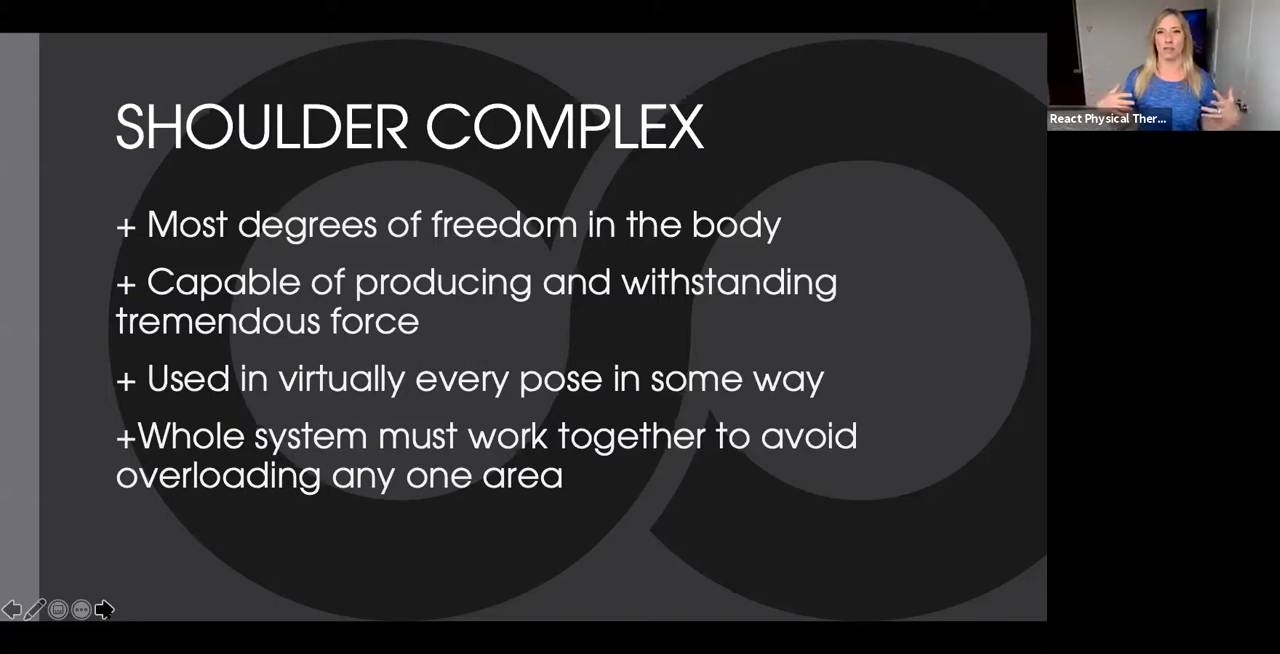 SHOULDER COMPLEX
+ Most degrees of freedom in the body
+ Capable of producing and withstanding
tremendous force
+ Used in virtually every pose in some way
+Whole system must work together to avoid
overloading any one area
React Physical Ther...